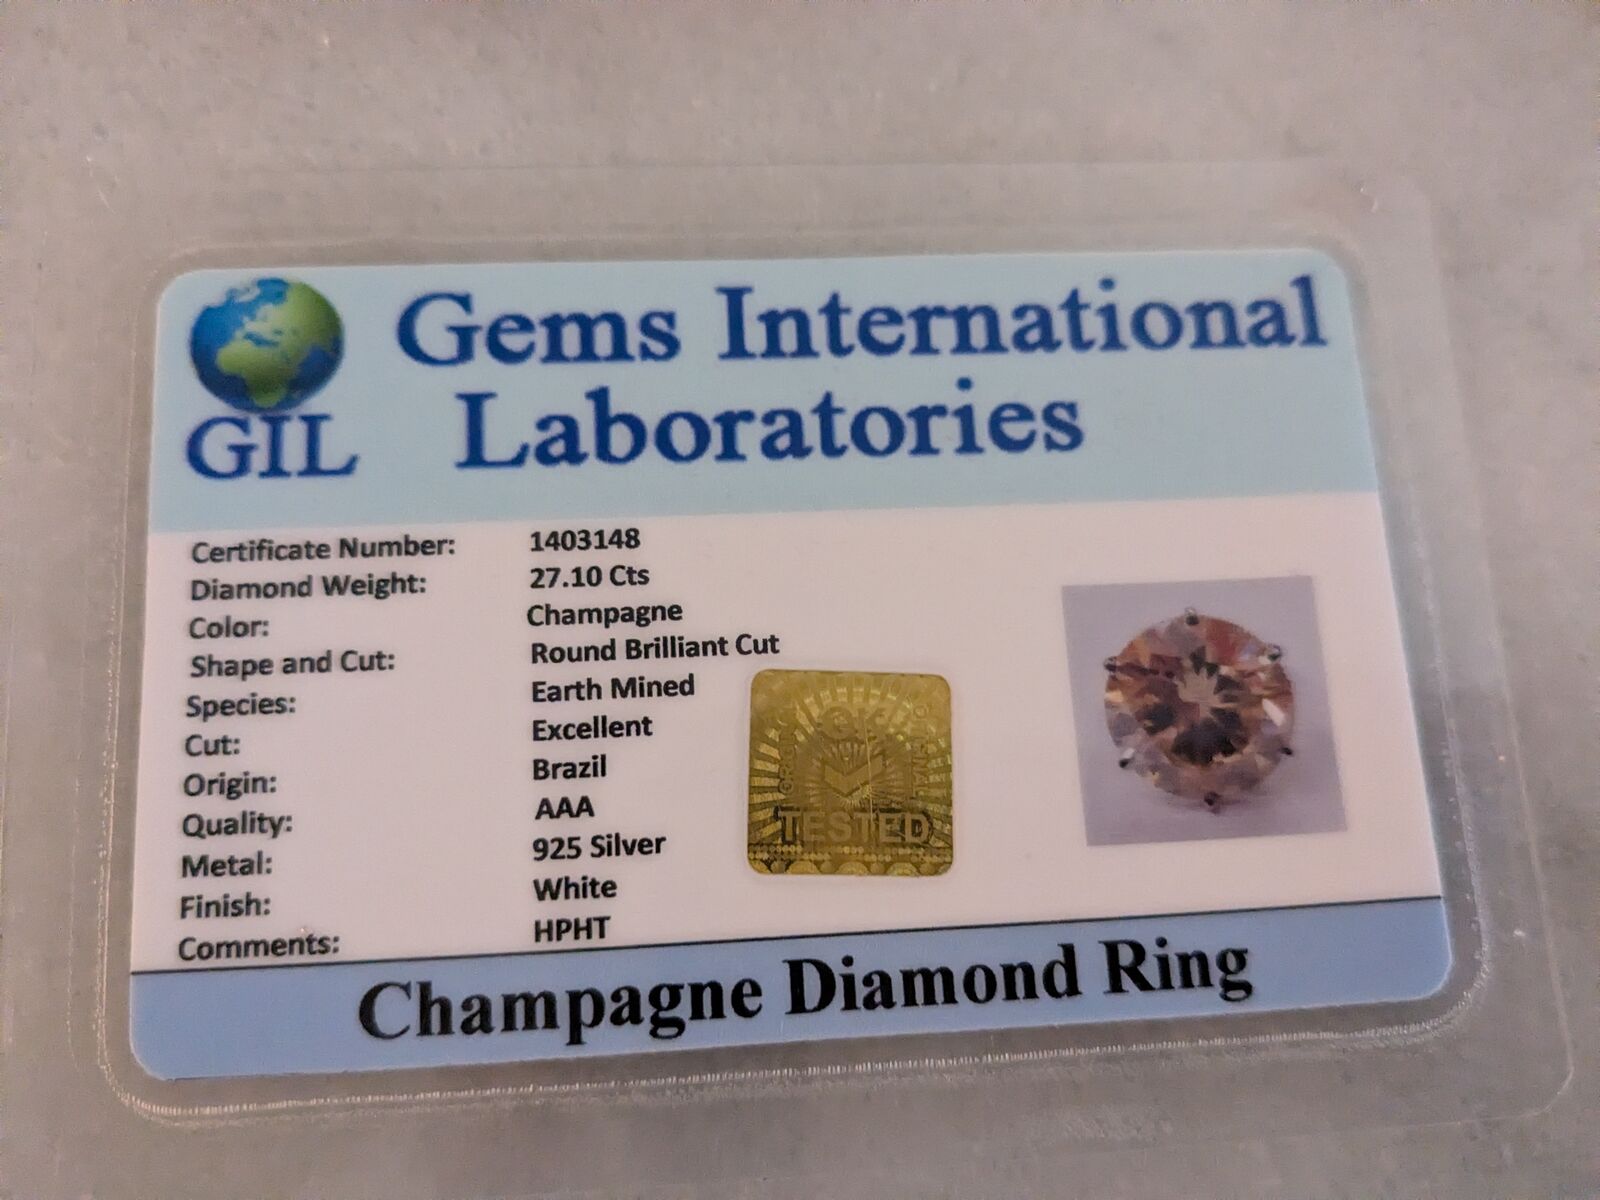 Gems International
Laboratories
GIL
Certificate Number: 1403148
Diamond Weight: 27.10 Cts
Color: Champagne
Shape and Cut: Round Brilliant Cut
Species: Earth Mined
Cut: Excellent
Origin: Brazil
Quality: AAA
Metal: 925 Silver
Finish: White
Comments: HPHT
TESTED
Champagne Diamond Ring